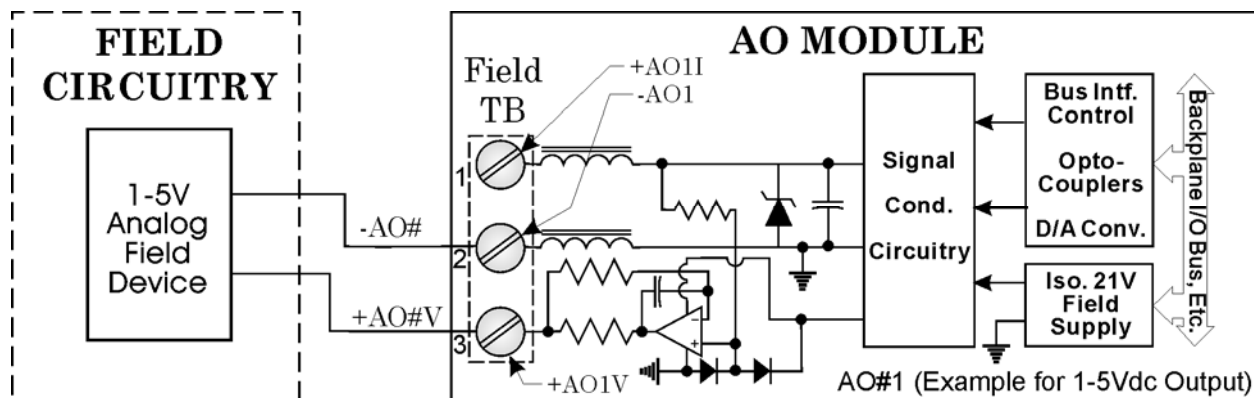 FIELD
CIRCUITRY
1-5V
Analog
Field
Device
-AO#
+AO#V
AO MODULE
Field
TB
+AO1I
-AO1
1
2
3
+AO1V
−
+
Signal
Cond.
Circuitry
Bus Intf.
Control
Opto-
Couplers
D/A Conv.
Iso. 21V
Field
Supply
Backplane I/O Bus, Etc.
AO#1 (Example for 1-5Vdc Output)